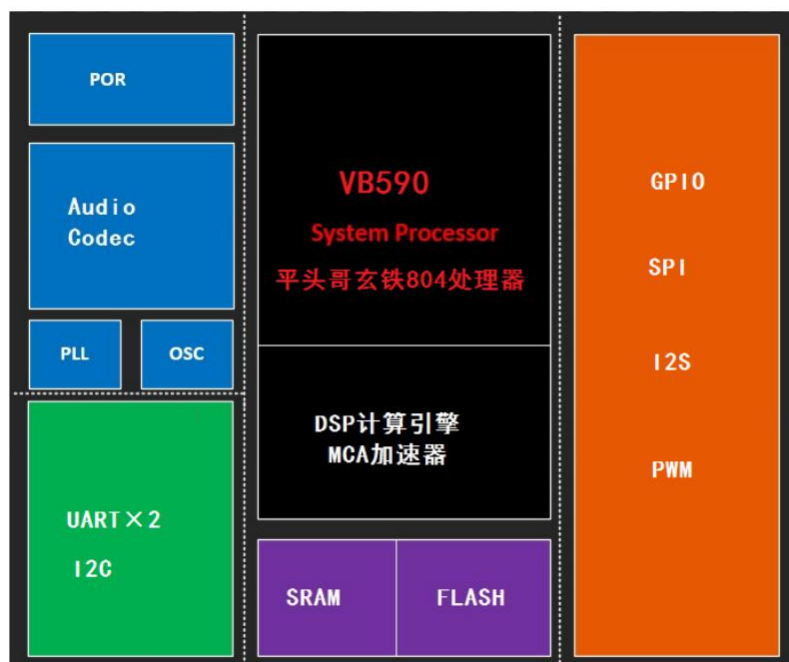 POR
Audio
Codec
PLL
OSC
UART×2
I2C
VB590
System Processor
平头哥玄铁804处理器
DSP计算引擎
MCA加速器
SRAM
FLASH
GPIO
SPI
I2S
PWM